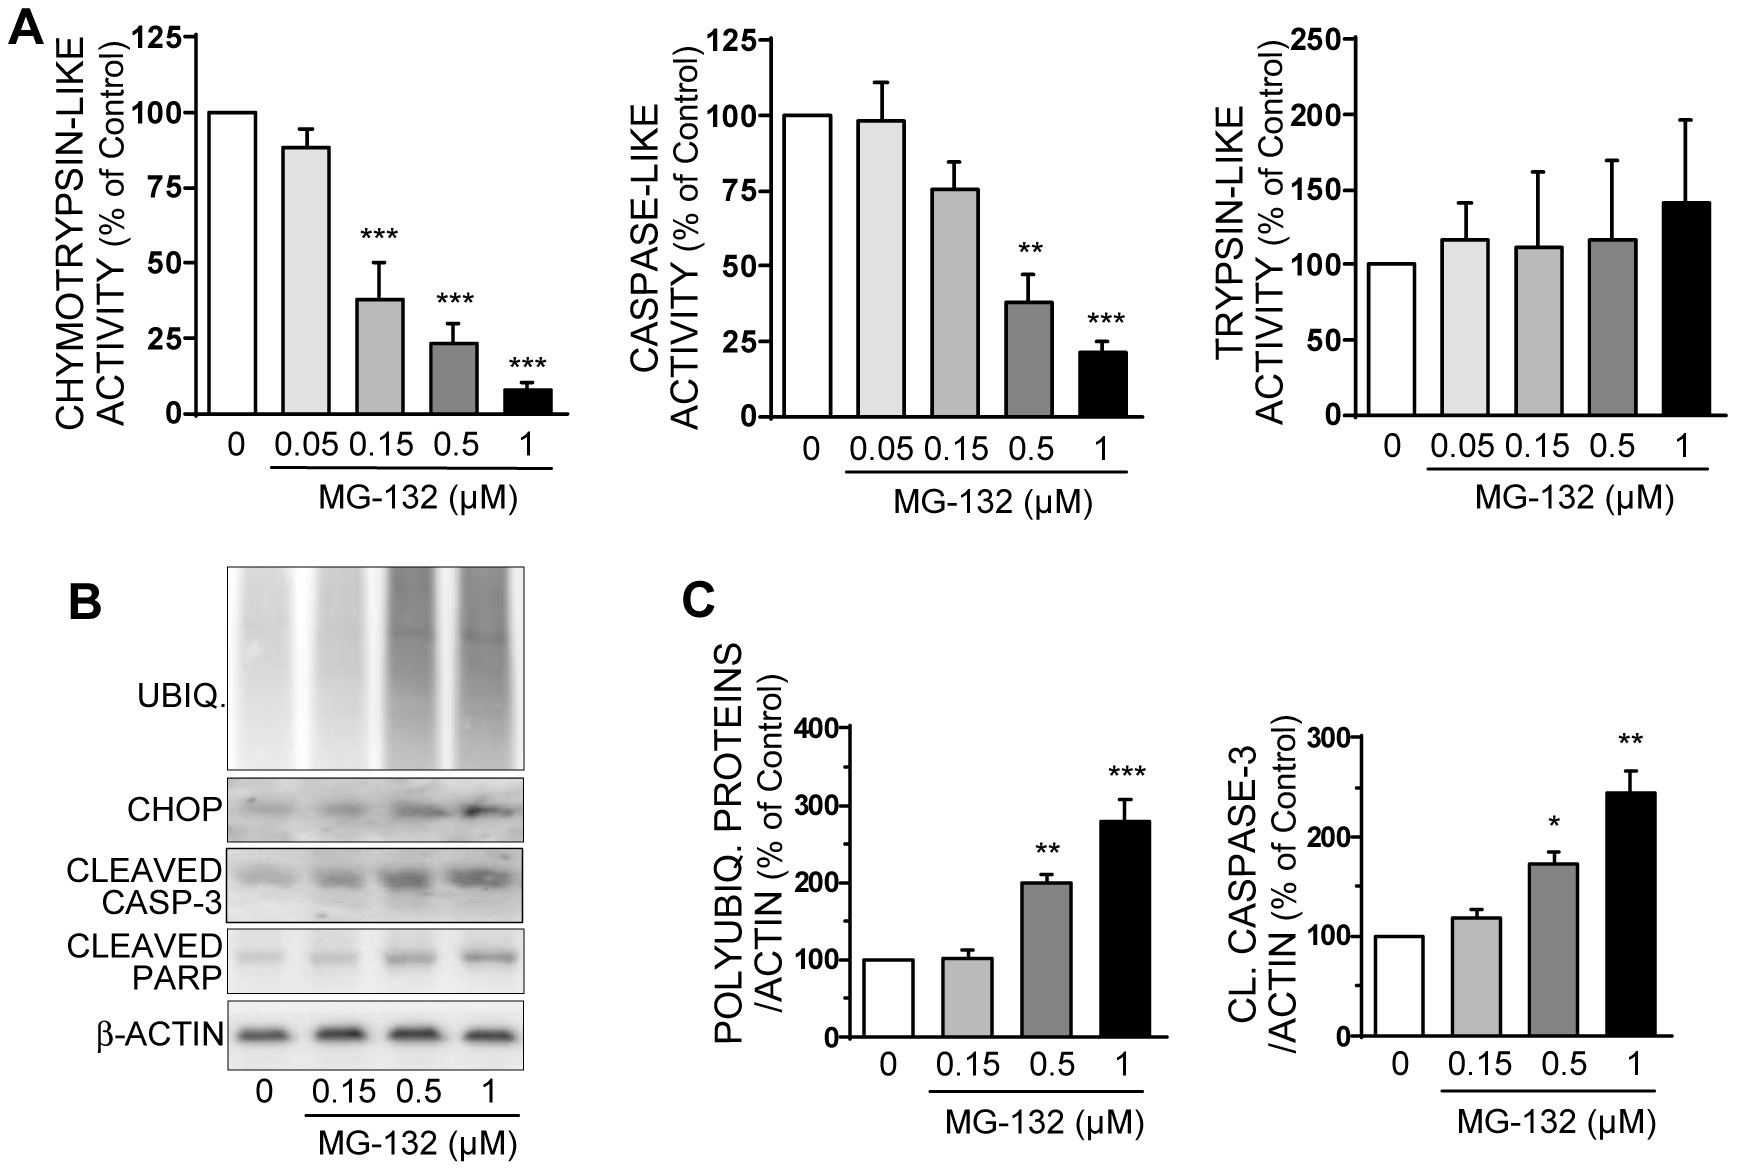 A
CHYMOTRYPSIN-LIKE
ACTIVITY (% of Control)
125
100
75
50
25
0
***
***
***
0 0.05 0.15 0.5 1
MG-132 (µM)
CASPASE-LIKE
ACTIVITY (% of Control)
125
100
75
50
25
0
**
***
0 0.05 0.15 0.5 1
MG-132 (µM)
TRYPSIN-LIKE
ACTIVITY (% of Control)
250
200
150
100
50
0
0 0.05 0.15 0.5 1
MG-132 (µM)
B
UBIQ.
CHOP
CLEAVED
CASP-3
CLEAVED
PARP
β-ACTIN
0 0.15 0.5 1
MG-132 (µM)
C
POLYUBIQ. PROTEINS
/ACTIN (% of Control)
400
300
200
100
0
**
***
0 0.15 0.5 1
MG-132 (µM)
CL. CASPASE-3
/ACTIN (% of Control)
300
200
100
0
*
**
0 0.15 0.5 1
MG-132 (µM)